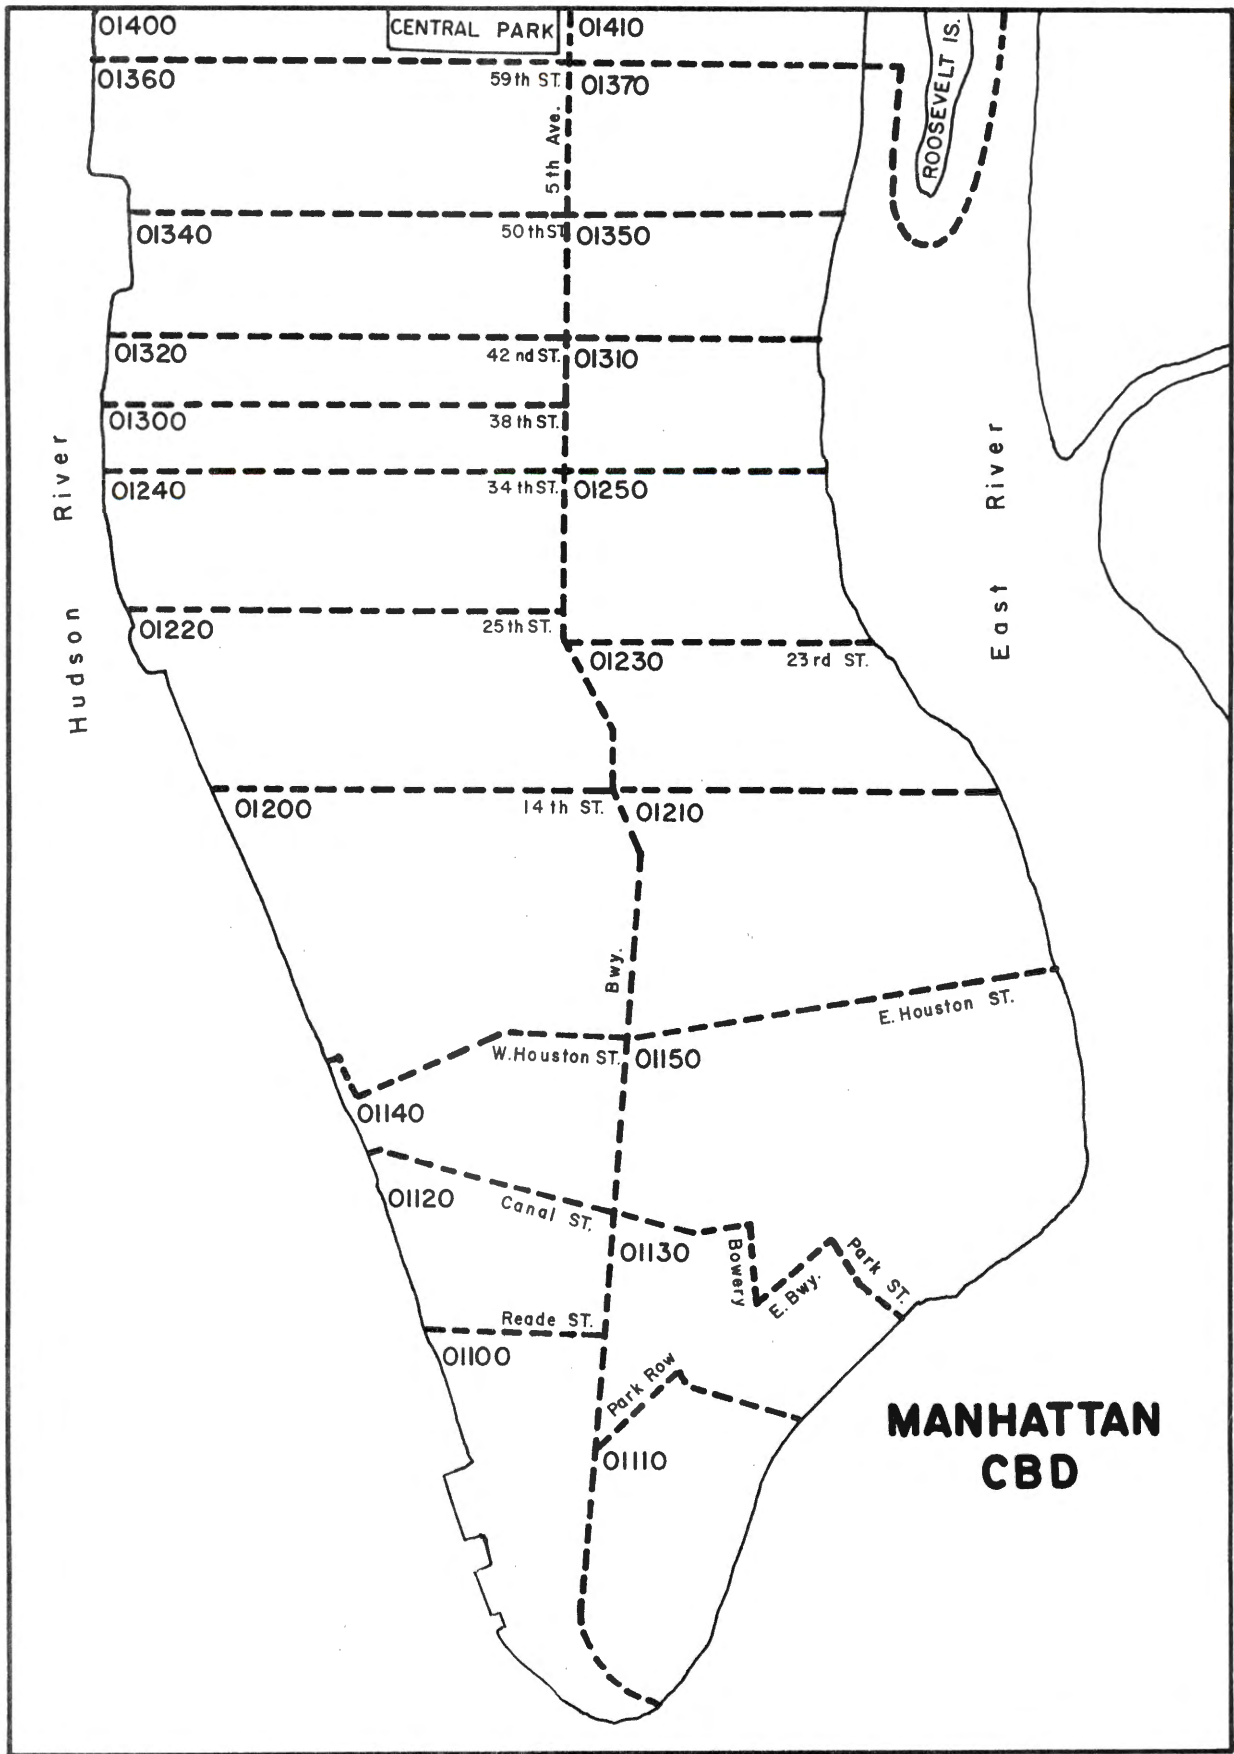 01400
CENTRAL PARK
01410
ROOSEVELT IS.
01360
59th ST.
01370
5th Ave.
01340
50th ST.
01350
01320
42nd ST.
01310
01300
38th ST.
01240
34th ST.
01250
Hudson River
East River
01220
25th ST.
01230
23rd ST.
01200
14th ST.
01210
Bwy.
E. Houston ST.
W. Houston ST.
01150
01140
01120
Canal ST.
01130
Bowery
E. Bwy.
Park ST.
Reade ST.
01100
Park Row
01110
MANHATTAN
CBD